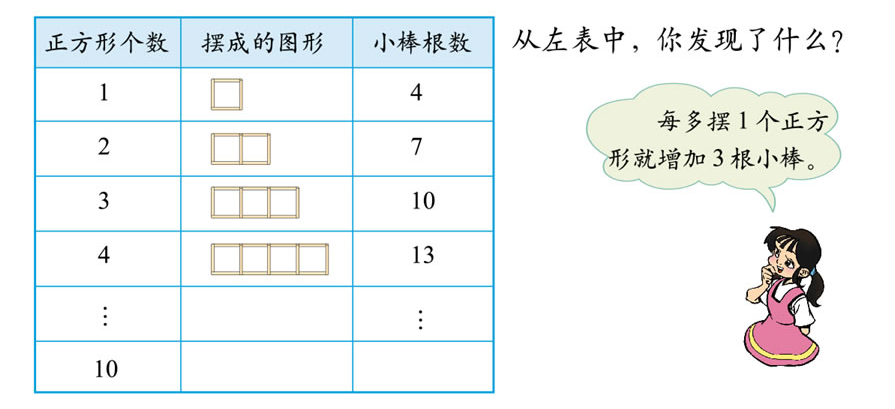 正方形个数 摆成的图形 小棒根数
1 4
2 7
3 10
4 13
⋮ ⋮
10
从左表中，你发现了什么？
每多摆1个正方
形就增加3根小棒。